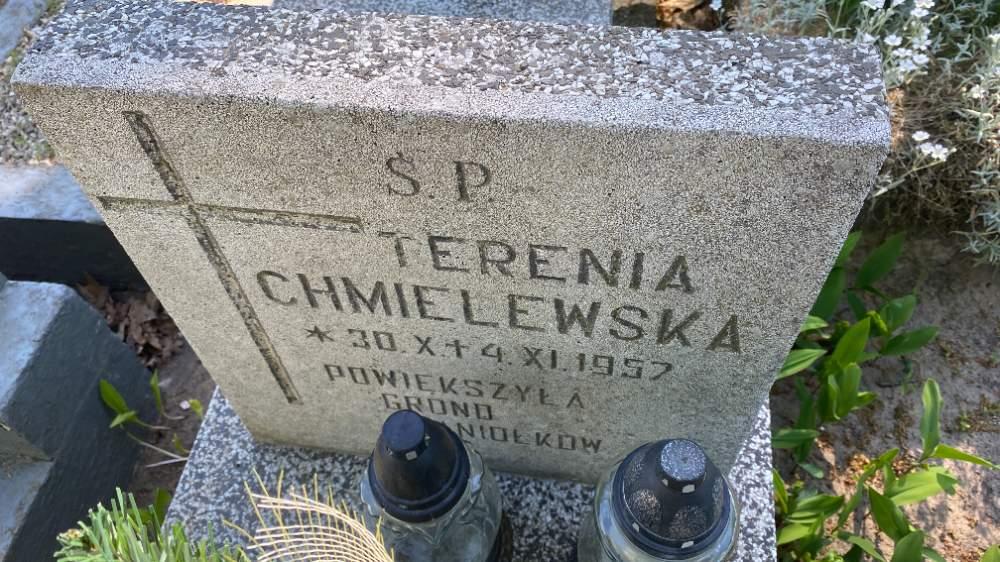 Ś.P.
TERENIA
CHMIELEWSKA
* 30.X.+4.XI.1957
POWIĘKSZYŁA
GRONO